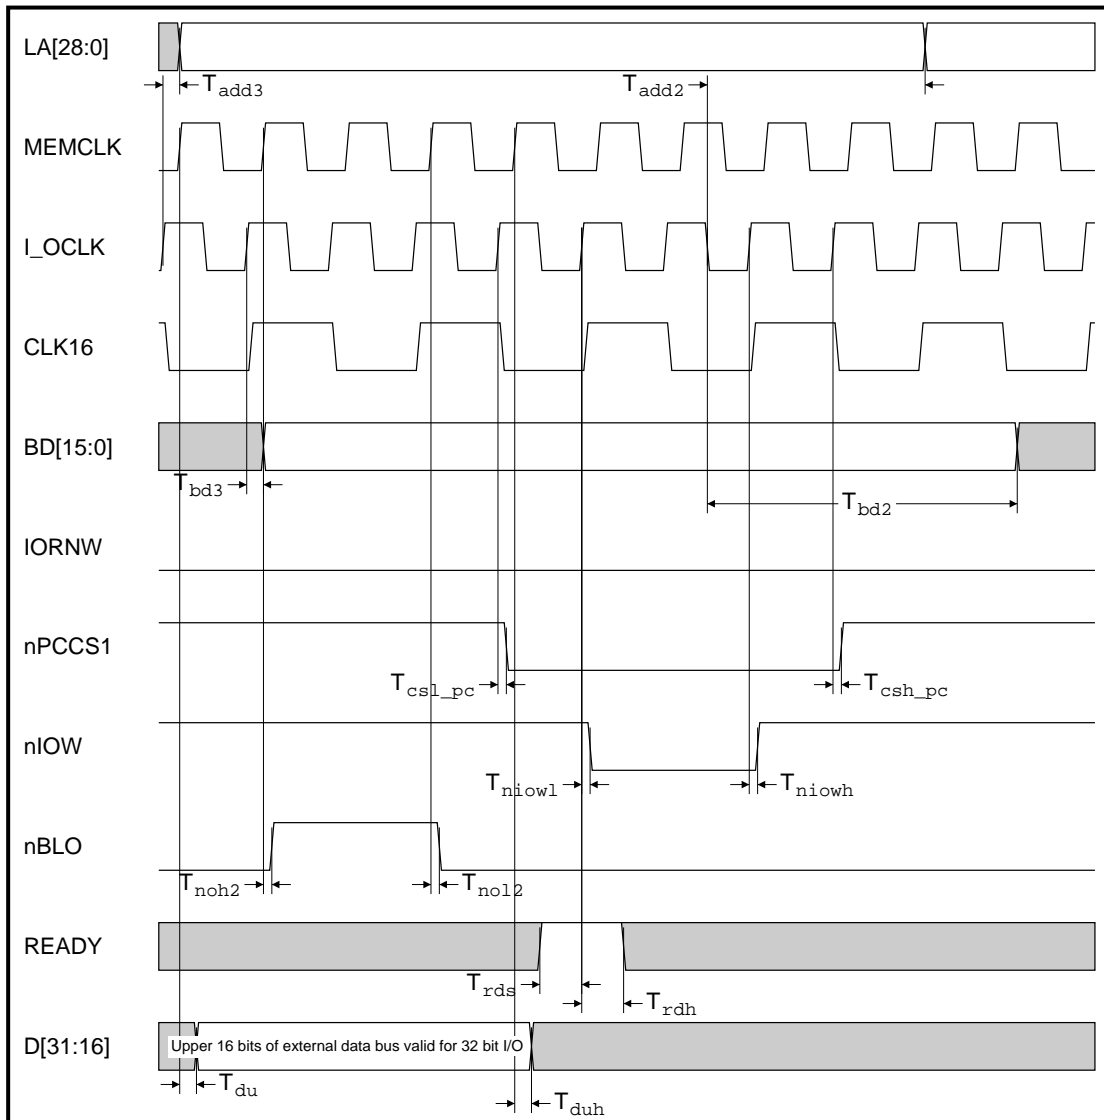 LA[28:0]
Tadd3
Tadd2
MEMCLK
I_OCLK
CLK16
BD[15:0]
Tbd3
Tbd2
IORNW
nPCCS1
Tcsl_pc
Tcsh_pc
nIOW
Tniowl
Tniowh
nBLO
Tnoh2
Tnol2
READY
Trds
Trdh
D[31:16]
Upper 16 bits of external data bus valid for 32 bit I/O
Tdu
Tduh